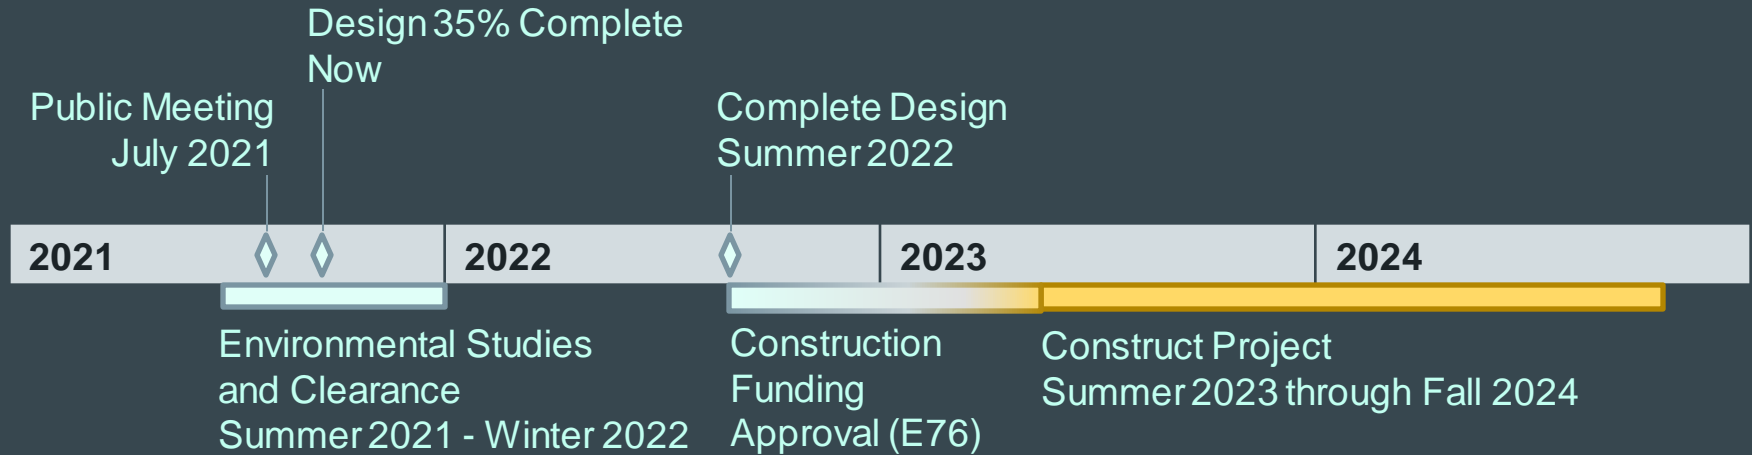 Design 35% Complete
Now
Public Meeting
July 2021
Complete Design
Summer 2022
2021
2022
2023
2024
Environmental Studies
and Clearance
Summer 2021 - Winter 2022
Construction
Funding
Approval (E76)
Construct Project
Summer 2023 through Fall 2024